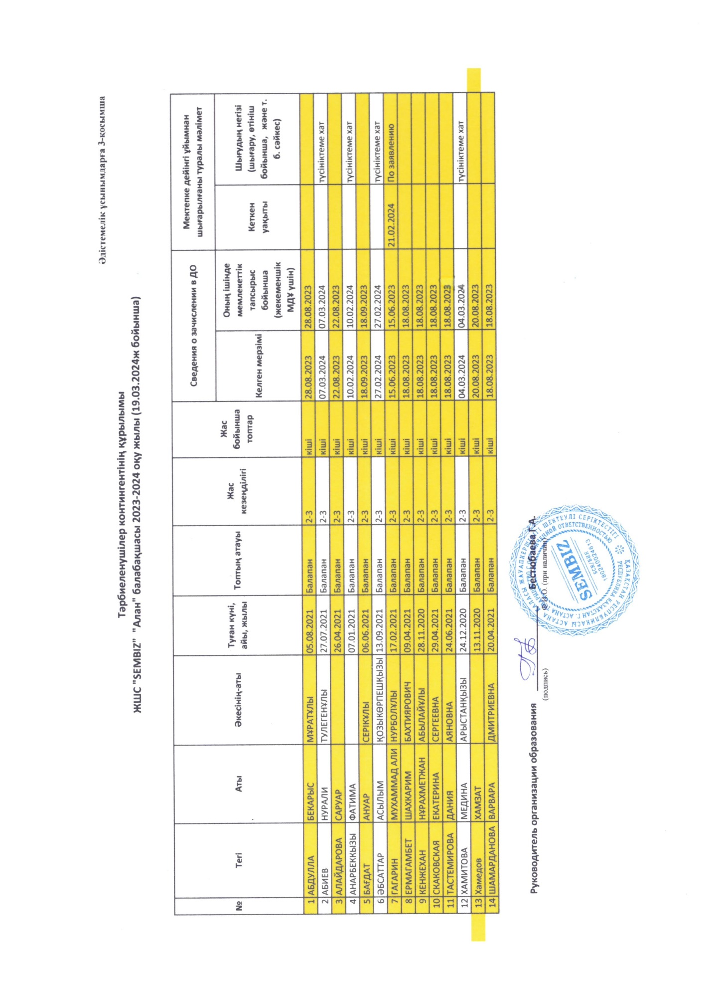 Әдістемелік ұсынымдарға 3-қосымша
Тәрбиеленушілер контингентінің құрылымы
ЖШС "SEMBIZ" "Алан" балабақшасы 2023-2024 оқу жылы (19.03.2024ж бойынша)
№ Тегі Аты Әкесінің-аты Туған күні, айы, жылы Топтың атауы Жас кезеңділігі Жас бойынша топтар Сведения о зачислении в ДО Мектепке дейінгі ұйымнан шығарылғаны туралы мәлімет
Келген мерзімі Оның ішінде мемлекеттік тапсырыс бойынша (жекеменшік МДҰ үшін) Кеткен уақыты Шығудың негізі (шығару, өтініш бойынша, және т. б. сәйкес)
1 АБДУЛЛА БЕКАРЫС МҰРАТҰЛЫ 05.08.2021 Балапан 2-3 кіші 28.08.2023 28.08.2023
2 АБИЕВ НУРАЛИ ТУЛЕГЕНҰЛЫ 27.07.2021 Балапан 2-3 кіші 07.03.2024 07.03.2024 түсініктеме хат
3 АЛАЙДАРОВА САРУАР 26.04.2021 Балапан 2-3 кіші 22.08.2023 22.08.2023
4 АНАРБЕККЫЗЫ ФАТИМА 07.01.2021 Балапан 2-3 кіші 10.02.2024 10.02.2024 түсініктеме хат
5 БАҒДАТ АНУАР СЕРІКҰЛЫ 06.06.2021 Балапан 2-3 кіші 18.09.2023 18.09.2023
6 ӘБСАТТАР АСЫЛЫМ ҚОЗЫКӨРПЕШҚЫЗЫ 13.09.2021 Балапан 2-3 кіші 27.02.2024 27.02.2024 түсініктеме хат
7 ГАГАРИН МУХАММАД АЛИ НУРБОЛҰЛЫ 17.02.2021 Балапан 2-3 кіші 15.06.2023 15.06.2023 21.02.2024 По заявлению
8 ЕРМАГАМБЕТ ШАХКАРИМ БАХТИЯРОВИЧ 09.04.2021 Балапан 2-3 кіші 18.08.2023 18.08.2023
9 КЕНЖЕХАН НҰРАХМЕТЖАН АБЫЛАЙҰЛЫ 28.11.2020 Балапан 2-3 кіші 18.08.2023 18.08.2023
10 СКАКОВСКАЯ ЕКАТЕРИНА СЕРГЕЕВНА 29.04.2021 Балапан 2-3 кіші 18.08.2023 18.08.2023
11 ТАСТЕМИРОВА ДАНИЯ АЯНОВНА 24.06.2021 Балапан 2-3 кіші 18.08.2023 18.08.2023
12 ХАМИТОВА МЕДИНА АРЫСТАНҚЫЗЫ 24.12.2020 Балапан 2-3 кіші 04.03.2024 04.03.2024 түсініктеме хат
13 Хамедов ХАМЗАТ 13.11.2020 Балапан 2-3 кіші 20.08.2023 20.08.2023
14 ШАМАРДАНОВА ВАРВАРА ДМИТРИЕВНА 20.04.2021 Балапан 2-3 кіші 18.08.2023 18.08.2023
Руководитель организации образования Бестюбаева Г.А.
(подпись) Ф.И.О. (при наличии)
ҚАЗАҚСТАН РЕСПУБЛИКАСЫ АСТАНА ҚАЛАСЫ ЖАУАПКЕРШІЛІГІ ШЕКТЕУЛІ СЕРІКТЕСТІГІ
РЕСПУБЛИКА КАЗАХСТАН Г. АСТАНА
SEMBIZ
БСН/БИН
180240024613